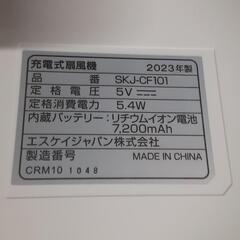 充電式扇風機 2023年製
品番 SKJ-CF101
定格電圧 5V⎓
定格消費電力 5.4W
内蔵バッテリー:リチウムイオン電池
7,200mAh
エスケイジャパン株式会社
製造番号 MADE IN CHINA
CRM10 1048